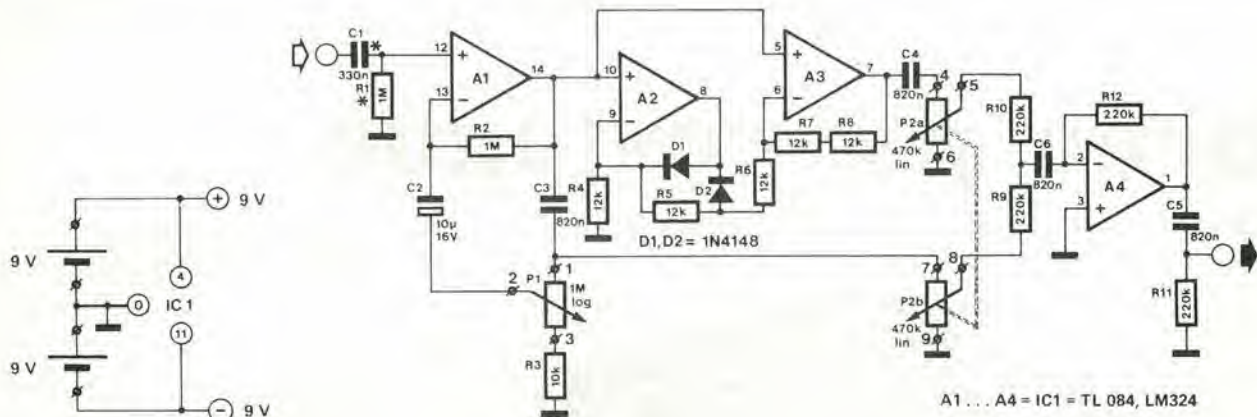 C1
330n
*
R1
*
1M
12
13
+
−
A1
14
R2
1M
C2
10µ
16V
C3
820n
10
9
+
−
A2
8
R4
12k
D1
R5
12k
D2
R6
12k
D1, D2 = 1N4148
5
6
+
−
A3
7
R7
12k
R8
12k
C4
820n
4
5
P2a
470k
lin
6
R10
220k
R9
220k
C6
820n
R12
220k
2
3
−
+
A4
1
C5
820n
R11
220k
2
P1
1
1M
log
3
R3
10k
7
8
P2b
470k
lin
9
+ 9 V
9 V
4
0
IC 1
11
9 V
− 9 V
A1 . . . A4 = IC1 = TL 084, LM324